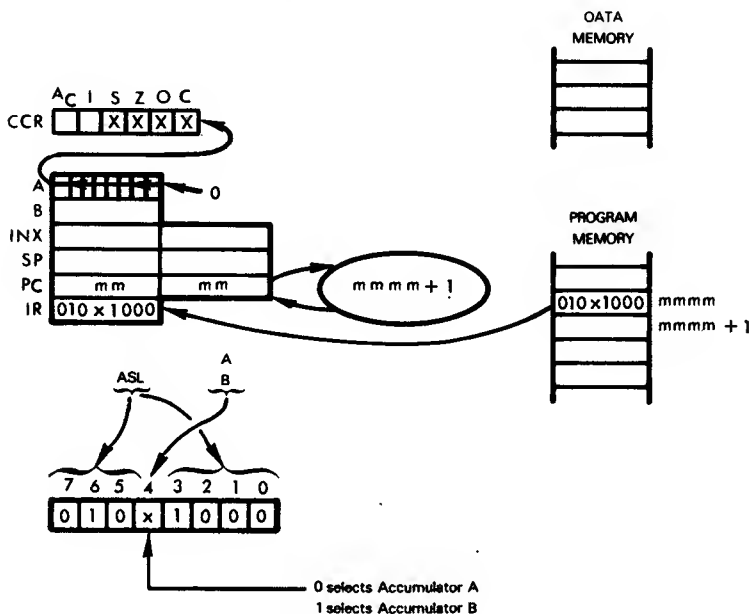 OATA
MEMORY
AC I S Z O C
CCR X X X X
A 0
B
INX
SP
PC mm mm
IR 010 x 1000
mmmm + 1
PROGRAM
MEMORY
010 x 1000 mmmm
mmmm + 1
ASL A
B
7 6 5 4 3 2 1 0
0 1 0 x 1 0 0 0
0 selects Accumulator A
1 selects Accumulator B